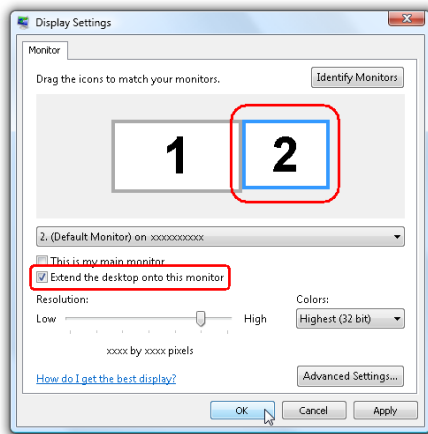 Display Settings
Monitor
Drag the icons to match your monitors.
Identify Monitors
1
2
2. (Default Monitor) on xxxxxxxxxx
This is my main monitor
Extend the desktop onto this monitor
Resolution:
Colors:
Low
High
Highest (32 bit)
xxxx by xxxx pixels
How do I get the best display?
Advanced Settings...
OK
Cancel
Apply